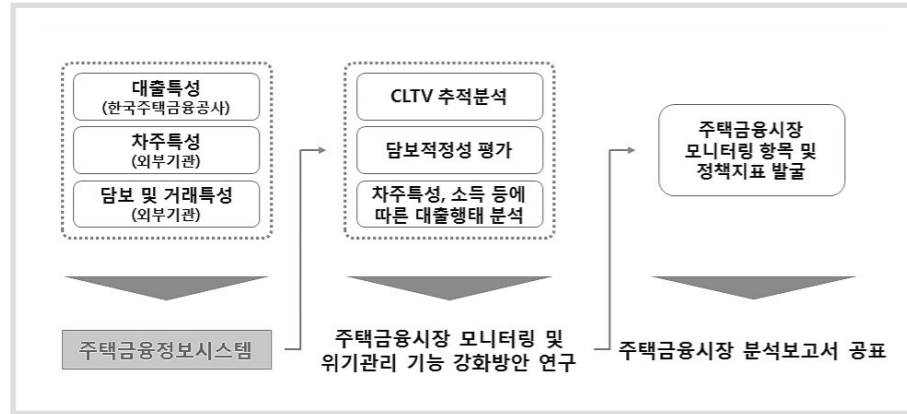 대출특성
(한국주택금융공사)
차주특성
(외부기관)
담보 및 거래특성
(외부기관)
주택금융정보시스템
CLTV 추적분석
담보적정성 평가
차주특성, 소득 등에
따른 대출행태 분석
주택금융시장 모니터링 및
위기관리 기능 강화방안 연구
주택금융시장
모니터링 항목 및
정책지표 발굴
주택금융시장 분석보고서 공표